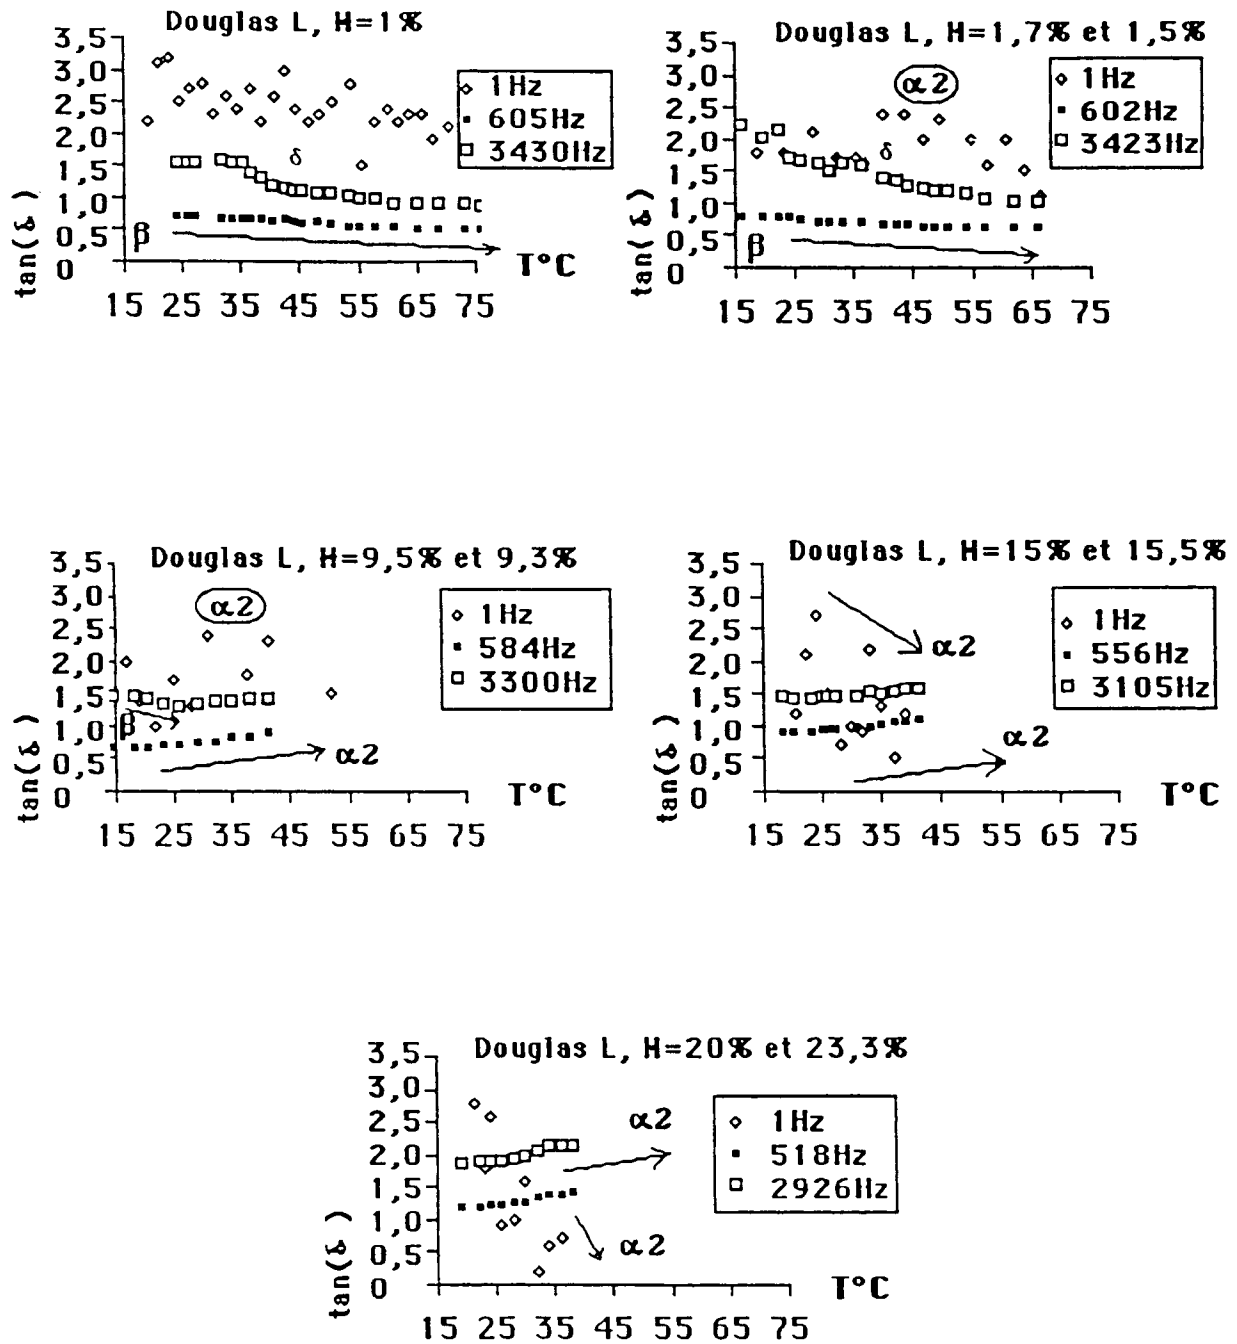 Douglas L, H=1%
3,5
3,0
2,5
2,0
1,5
1,0
0,5
0
tan(δ)
1Hz
605Hz
3430Hz
δ
β
T°C
15 25 35 45 55 65 75
Douglas L, H=1,7% et 1,5%
3,5
3,0
2,5
2,0
1,5
1,0
0,5
0
tan(δ)
α2
1Hz
602Hz
3423Hz
δ
β
15 25 35 45 55 65 75
Douglas L, H=9,5% et 9,3%
3,5
3,0
2,5
2,0
1,5
1,0
0,5
0
tan(δ)
α2
1Hz
584Hz
3300Hz
β
α2
T°C
15 25 35 45 55 65 75
Douglas L, H=15% et 15,5%
3,5
3,0
2,5
2,0
1,5
1,0
0,5
0
tan(δ)
1Hz
556Hz
3105Hz
α2
α2
T°C
15 25 35 45 55 65 75
Douglas L, H=20% et 23,3%
3,5
3,0
2,5
2,0
1,5
1,0
0,5
0
tan(δ)
α2
1Hz
518Hz
2926Hz
α2
T°C
15 25 35 45 55 65 75